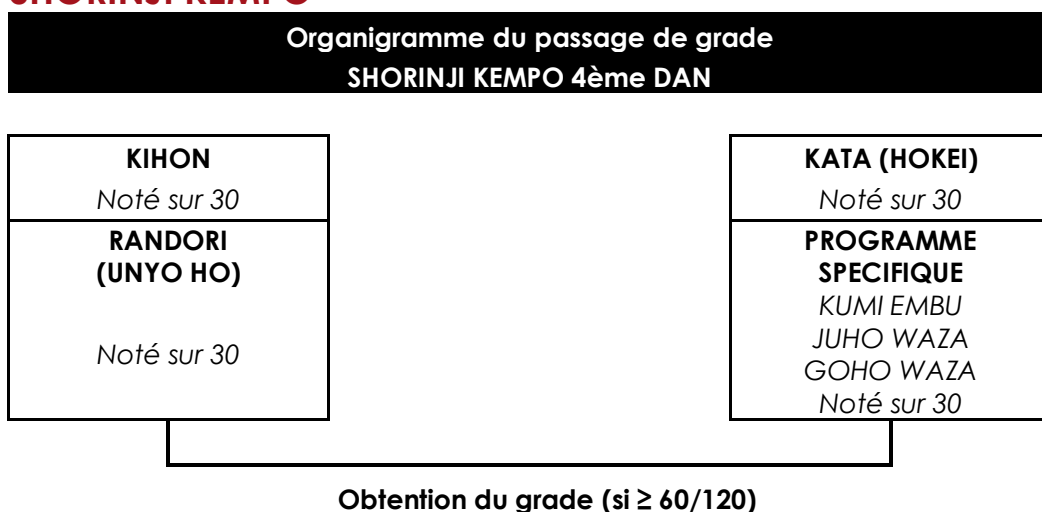 SHORINJI KEMPO
Organigramme du passage de grade
SHORINJI KEMPO 4ème DAN
KIHON
Noté sur 30
RANDORI
(UNYO HO)
Noté sur 30
KATA (HOKEI)
Noté sur 30
PROGRAMME
SPECIFIQUE
KUMI EMBU
JUHO WAZA
GOHO WAZA
Noté sur 30
Obtention du grade (si ≥ 60/120)